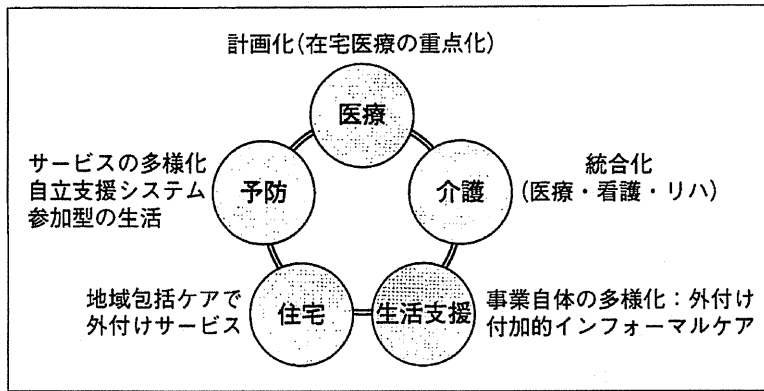 計画化(在宅医療の重点化)
医療
サービスの多様化
自立支援システム
参加型の生活
予防
介護
統合化
(医療・看護・リハ)
地域包括ケアで
外付けサービス
住宅
生活支援
事業自体の多様化：外付け
付加的インフォーマルケア